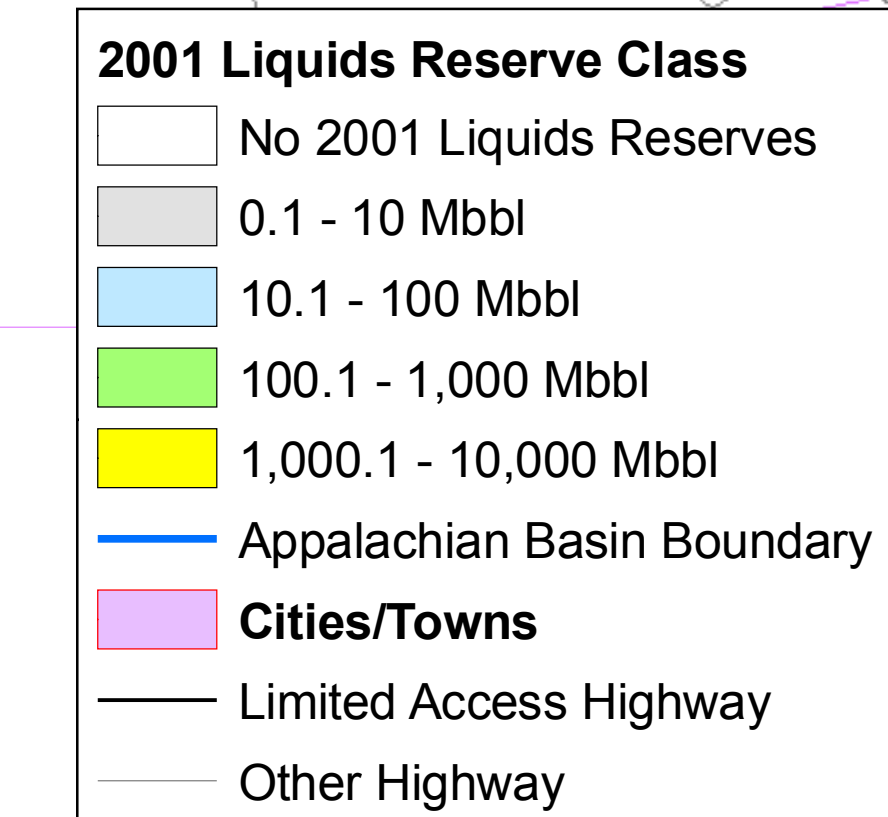 2001 Liquids Reserve Class
No 2001 Liquids Reserves
0.1 - 10 Mbbl
10.1 - 100 Mbbl
100.1 - 1,000 Mbbl
1,000.1 - 10,000 Mbbl
Appalachian Basin Boundary
Cities/Towns
Limited Access Highway
Other Highway